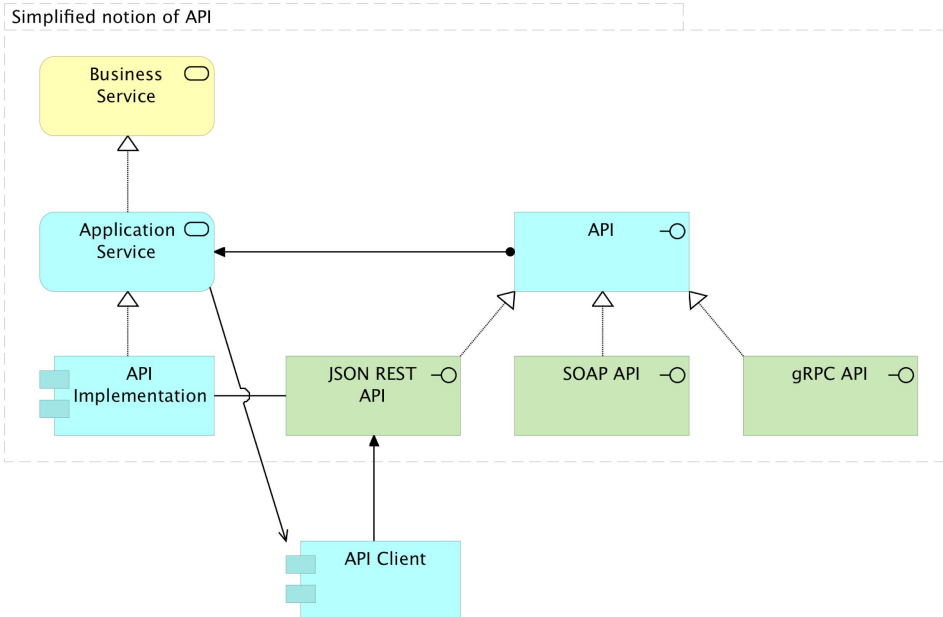 Simplified notion of API
Business
Service
Application
Service
API
API
Implementation
JSON REST
API
SOAP API
gRPC API
API Client